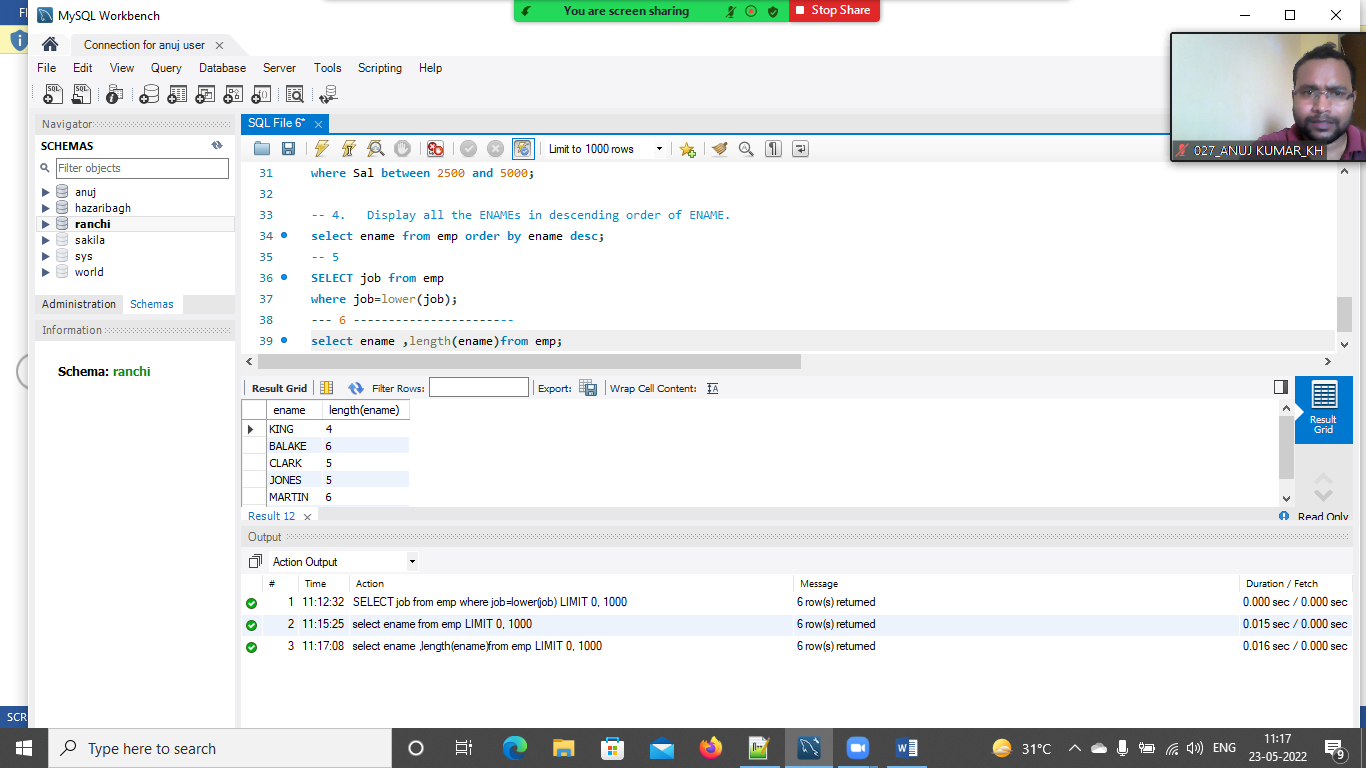 You are screen sharing
Stop Share
MySQL Workbench
Connection for anuj user
File Edit View Query Database Server Tools Scripting Help
027_ANUJ KUMAR_KH
Navigator
SCHEMAS
Filter objects
anuj
hazaribagh
ranchi
sakila
sys
world
Administration Schemas
Information
Schema: ranchi
SQL File 6*
Limit to 1000 rows
31 where Sal between 2500 and 5000;
32
33 -- 4. Display all the ENAMEs in descending order of ENAME.
34 select ename from emp order by ename desc;
35 -- 5
36 SELECT job from emp
37 where job=lower(job);
38 --- 6 -----------------------
39 select ename ,length(ename)from emp;
Result Grid Filter Rows: Export: Wrap Cell Content:
ename length(ename)
KING 4
BALAKE 6
CLARK 5
JONES 5
MARTIN 6
Result Grid
Result 12
Read Only
Output
Action Output
# Time Action Message Duration / Fetch
1 11:12:32 SELECT job from emp where job=lower(job) LIMIT 0, 1000 6 row(s) returned 0.000 sec / 0.000 sec
2 11:15:25 select ename from emp LIMIT 0, 1000 6 row(s) returned 0.015 sec / 0.000 sec
3 11:17:08 select ename ,length(ename)from emp LIMIT 0, 1000 6 row(s) returned 0.016 sec / 0.000 sec
SCR
Type here to search
31°C
ENG
11:17
23-05-2022
9